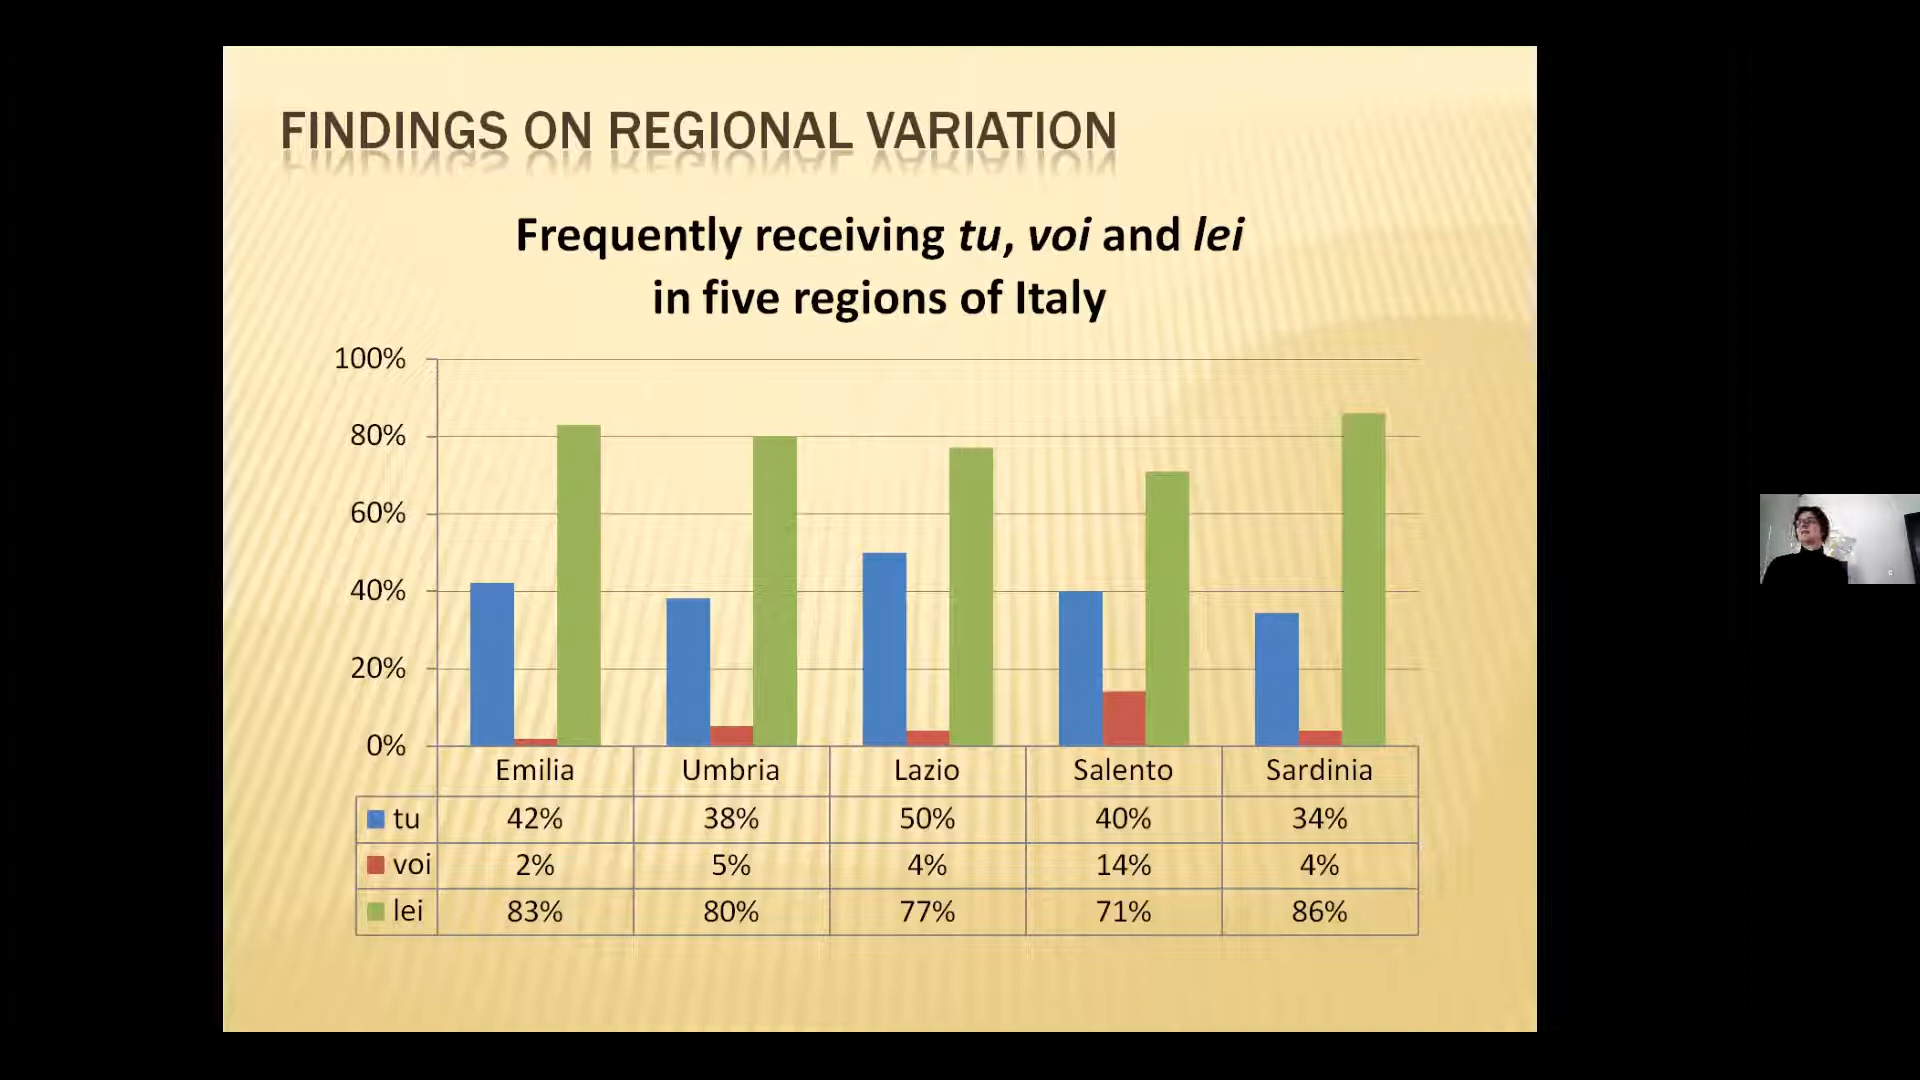 FINDINGS ON REGIONAL VARIATION
Frequently receiving tu, voi and lei
in five regions of Italy
100%
80%
60%
40%
20%
0%
Emilia Umbria Lazio Salento Sardinia
tu 42% 38% 50% 40% 34%
voi 2% 5% 4% 14% 4%
lei 83% 80% 77% 71% 86%